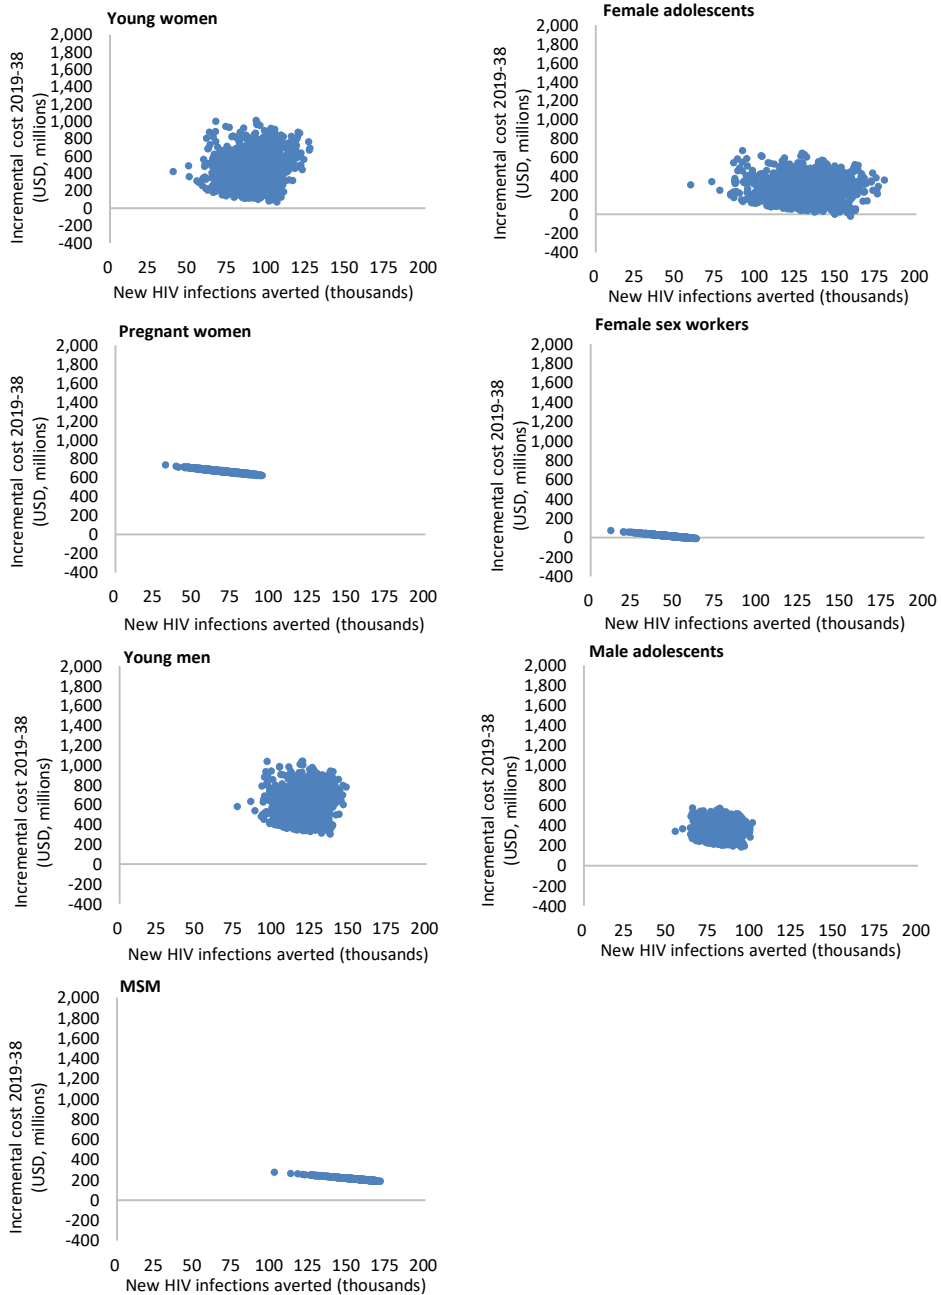 Young women
2,000
1,800
1,600
1,400
1,200
1,000
800
600
400
200
0
-200
-400
Incremental cost 2019-38
(USD, millions)
0 25 50 75 100 125 150 175 200
New HIV infections averted (thousands)
Female adolescents
2,000
1,800
1,600
1,400
1,200
1,000
800
600
400
200
0
-200
-400
Incremental cost 2019-38
(USD, millions)
0 25 50 75 100 125 150 175 200
New HIV infections averted (thousands)
Pregnant women
2,000
1,800
1,600
1,400
1,200
1,000
800
600
400
200
0
-200
-400
Incremental cost 2019-38
(USD, millions)
0 25 50 75 100 125 150 175 200
New HIV infections averted (thousands)
Female sex workers
2,000
1,800
1,600
1,400
1,200
1,000
800
600
400
200
0
-200
-400
Incremental cost 2019-38
(USD, millions)
0 25 50 75 100 125 150 175 200
New HIV infections averted (thousands)
Young men
2,000
1,800
1,600
1,400
1,200
1,000
800
600
400
200
0
-200
-400
Incremental cost 2019-38
(USD, millions)
0 25 50 75 100 125 150 175 200
New HIV infections averted (thousands)
Male adolescents
2,000
1,800
1,600
1,400
1,200
1,000
800
600
400
200
0
-200
-400
Incremental cost 2019-38
(USD, millions)
0 25 50 75 100 125 150 175 200
New HIV infections averted (thousands)
MSM
2,000
1,800
1,600
1,400
1,200
1,000
800
600
400
200
0
-200
-400
Incremental cost 2019-38
(USD, millions)
0 25 50 75 100 125 150 175 200
New HIV infections averted (thousands)